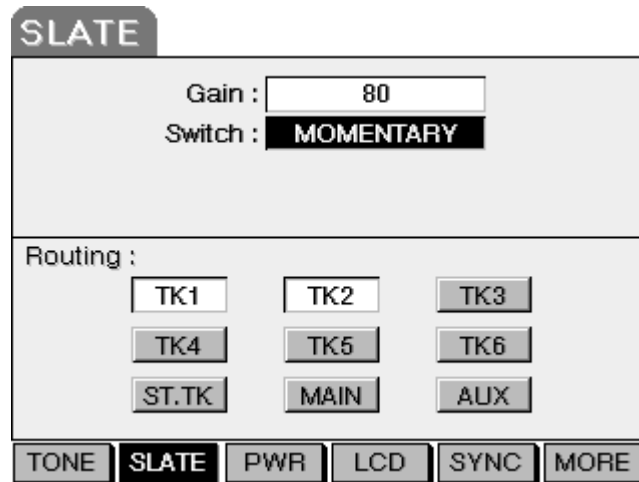 SLATE
Gain : 80
Switch : MOMENTARY
Routing :
TK1 TK2 TK3
TK4 TK5 TK6
ST.TK MAIN AUX
TONE SLATE PWR LCD SYNC MORE